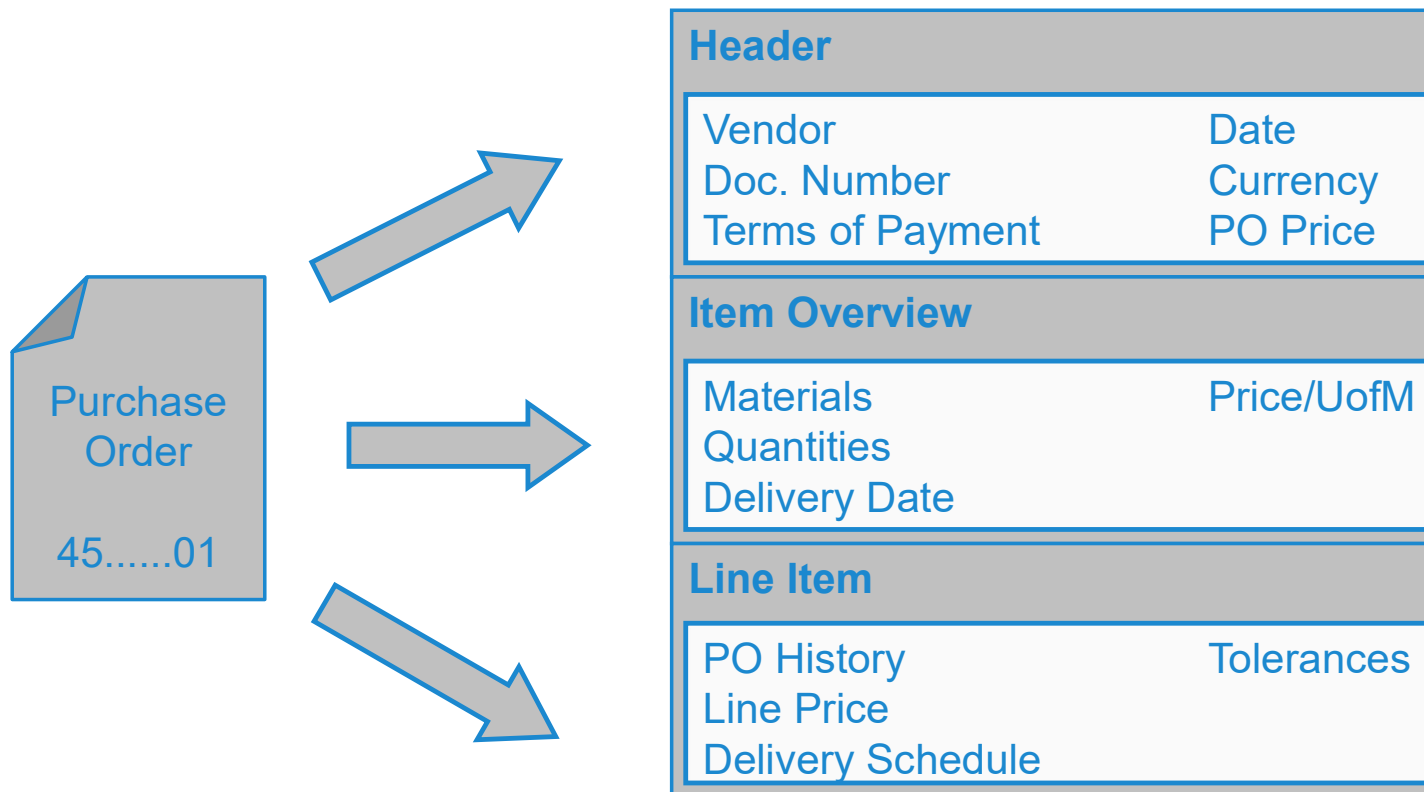 Purchase
Order
45......01
Header
Vendor Date
Doc. Number Currency
Terms of Payment PO Price
Item Overview
Materials Price/UofM
Quantities
Delivery Date
Line Item
PO History Tolerances
Line Price
Delivery Schedule